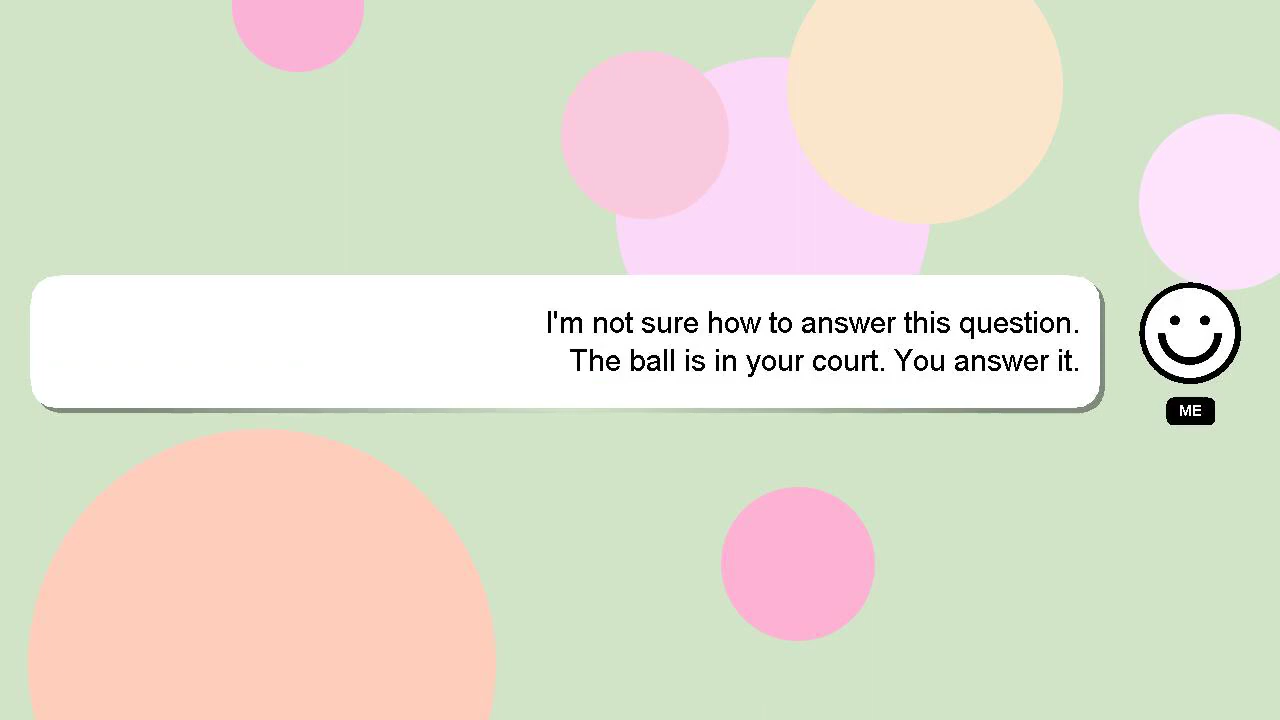 I'm not sure how to answer this question.
The ball is in your court. You answer it.
ME